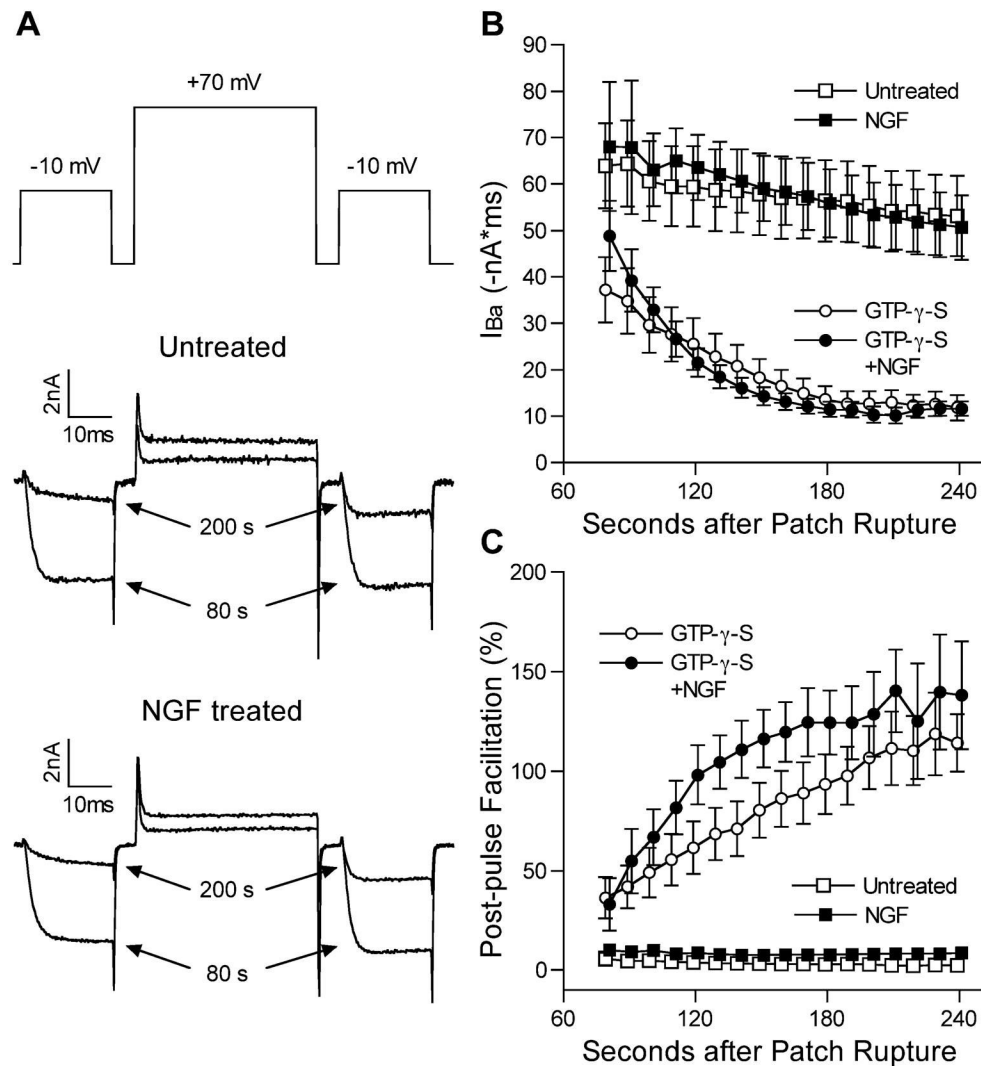 A
+70 mV
-10 mV
-10 mV
Untreated
2nA
10ms
200 s
80 s
NGF treated
2nA
10ms
200 s
80 s
B
90
80
70
60
50
40
30
20
10
0
IBa (-nA*ms)
Untreated
NGF
GTP-γ-S
GTP-γ-S
+NGF
60
120
180
240
Seconds after Patch Rupture
C
200
150
100
50
0
Post-pulse Facilitation (%)
GTP-γ-S
GTP-γ-S
+NGF
Untreated
NGF
60
120
180
240
Seconds after Patch Rupture